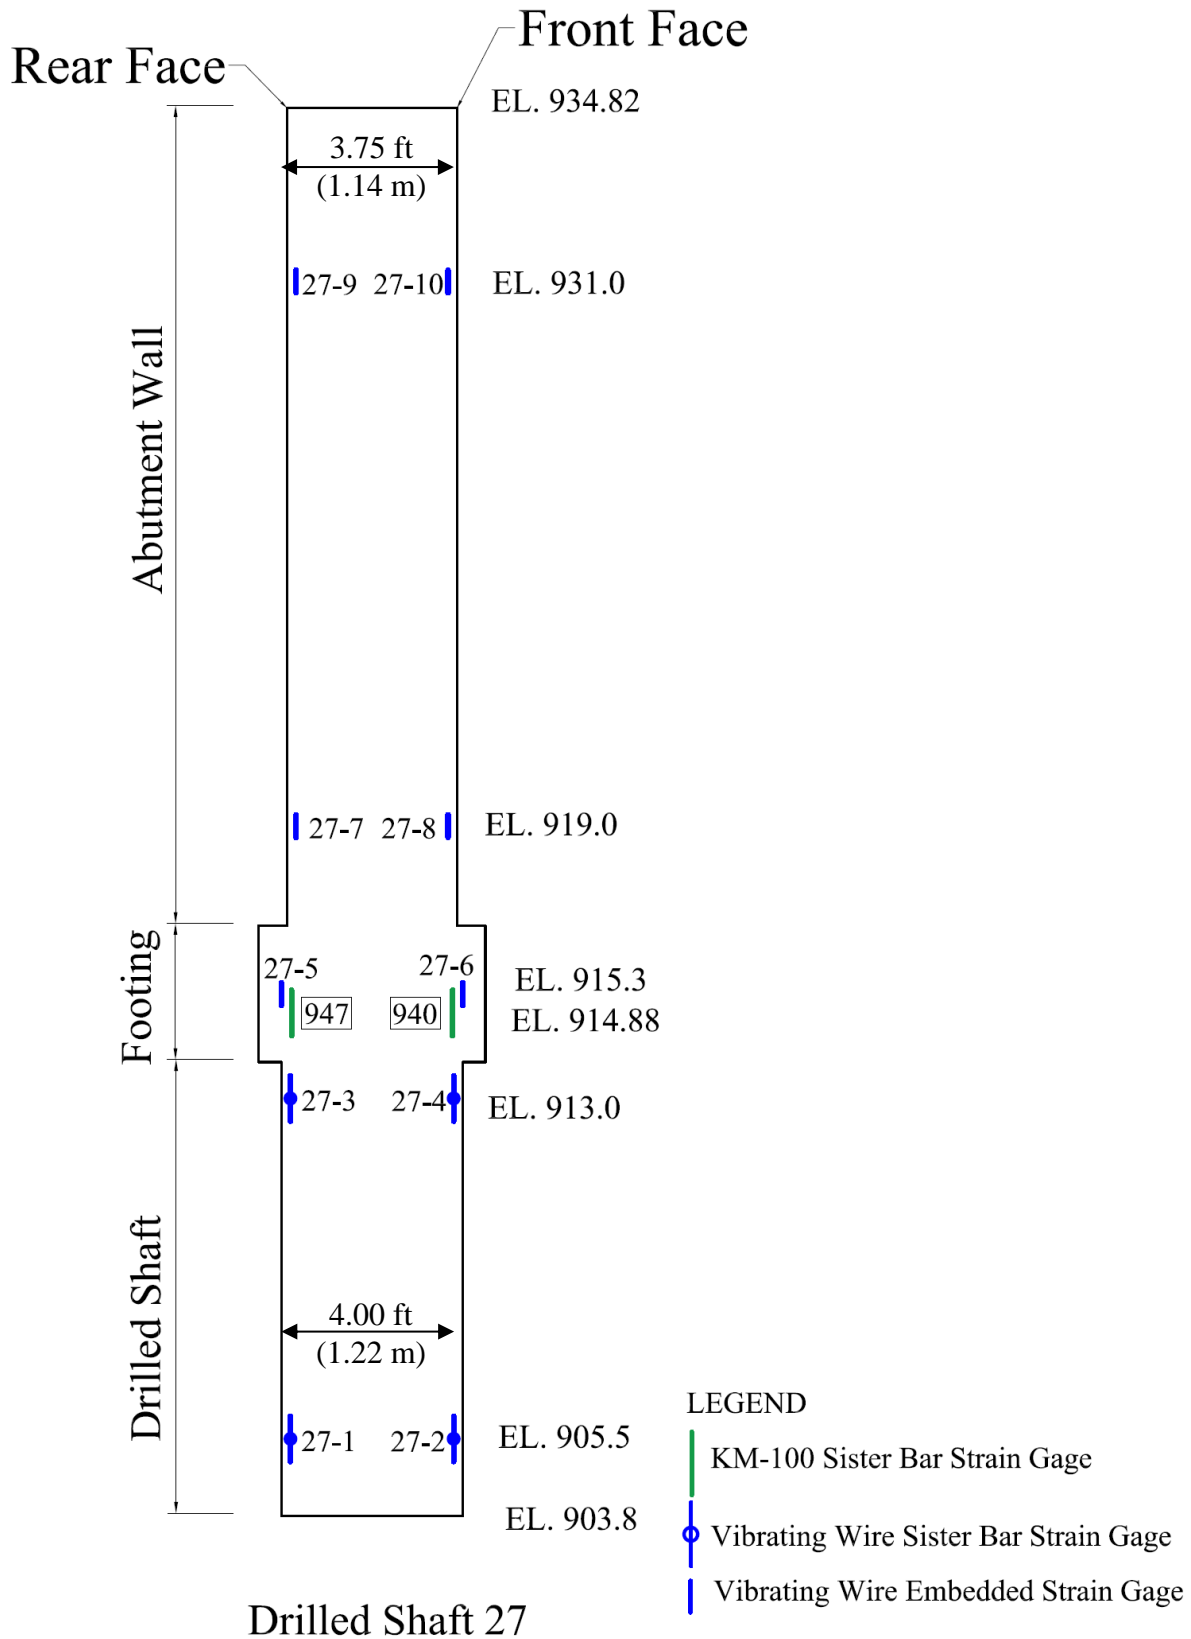 Front Face
Rear Face
EL. 934.82
3.75 ft
(1.14 m)
27-9 27-10 EL. 931.0
Abutment Wall
27-7 27-8 EL. 919.0
Footing
27-5 27-6 EL. 915.3
947 940 EL. 914.88
27-3 27-4 EL. 913.0
Drilled Shaft
4.00 ft
(1.22 m)
27-1 27-2 EL. 905.5
EL. 903.8
LEGEND
KM-100 Sister Bar Strain Gage
Vibrating Wire Sister Bar Strain Gage
Vibrating Wire Embedded Strain Gage
Drilled Shaft 27